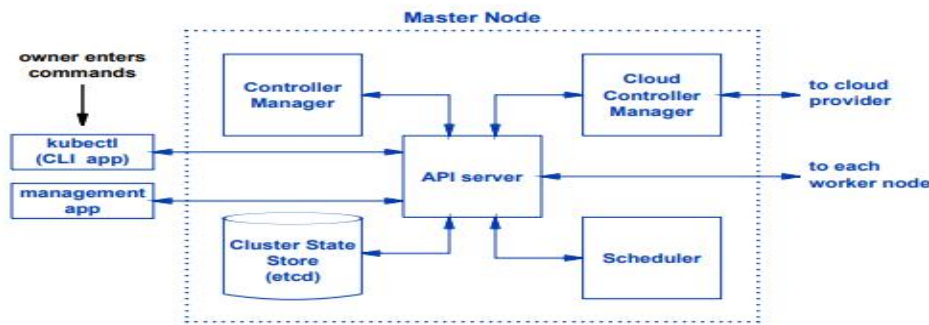 Master Node
owner enters
commands
Controller
Manager
Cloud
Controller
Manager
to cloud
provider
kubectl
(CLI app)
API server
to each
worker node
management
app
Cluster State
Store
(etcd)
Scheduler